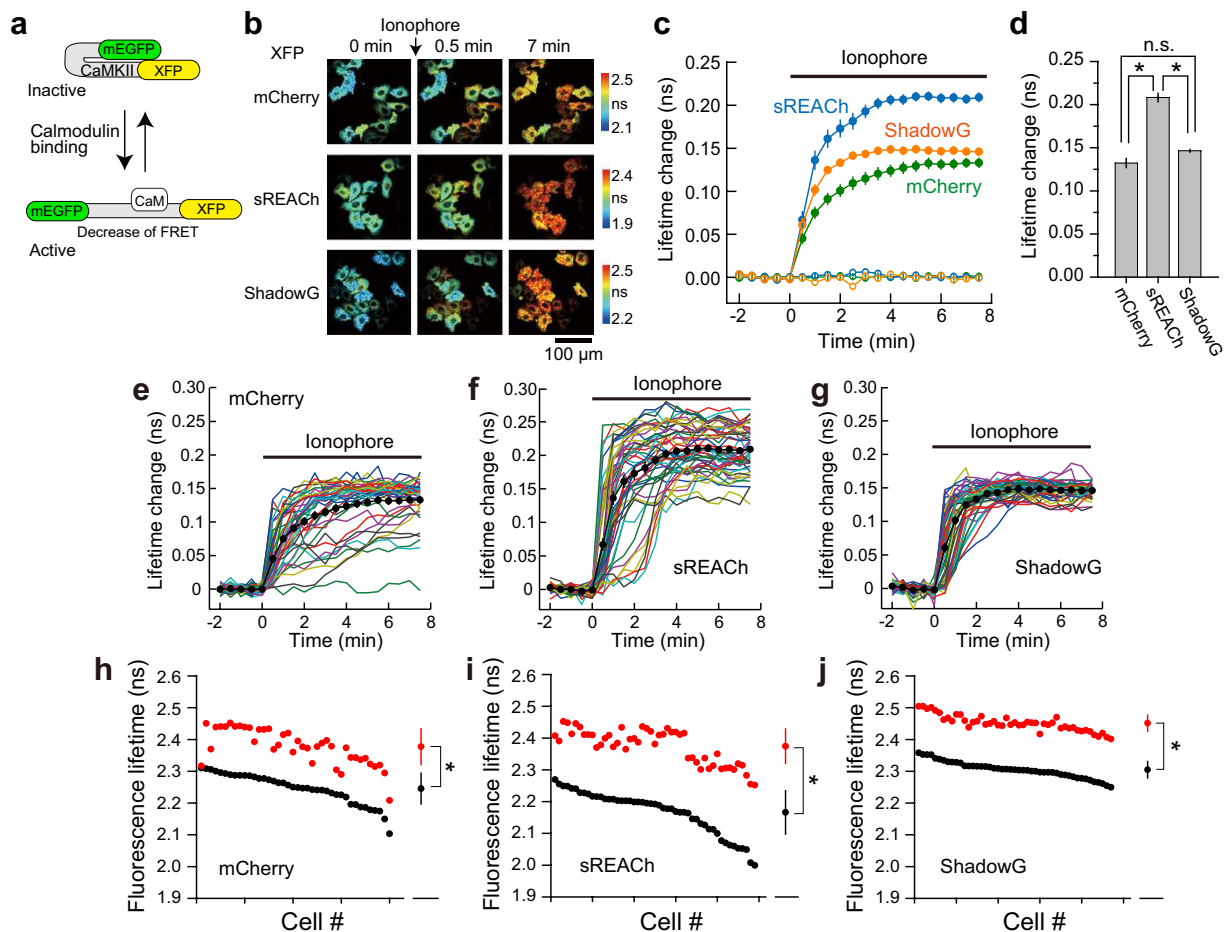 a
mEGFP
CaMKII
XFP
Inactive
Calmodulin
binding
mEGFP
CaM
XFP
Decrease of FRET
Active
b
Ionophore
XFP
0 min
0.5 min
7 min
mCherry
2.5
ns
2.1
sREACh
2.4
ns
1.9
ShadowG
2.5
ns
2.2
100 µm
c
Lifetime change (ns)
0.25
0.20
0.15
0.10
0.05
0.00
Ionophore
sREACh
ShadowG
mCherry
-2 0 2 4 6 8
Time (min)
d
Lifetime change (ns)
0.25
0.20
0.15
0.10
0.05
0.00
n.s.
* *
mCherry
sREACh
ShadowG
e
Lifetime change (ns)
0.30
0.2
0.2
0.15
0.1
0.05
0
mCherry
Ionophore
-2 0 2 4 6 8
Time (min)
f
Lifetime change (ns)
0.30
0.2
0.2
0.15
0.1
0.05
0
Ionophore
sREACh
-2 0 2 4 6 8
Time (min)
g
Lifetime change (ns)
0.30
0.2
0.2
0.15
0.1
0.05
0
Ionophore
ShadowG
-2 0 2 4 6 8
Time (min)
h
Fluorescence lifetime (ns)
2.7
2.6
2.5
2.4
2.3
2.2
2.1
2.0
1.9
*
mCherry
Cell #
i
Fluorescence lifetime (ns)
2.7
2.6
2.5
2.4
2.3
2.2
2.1
2.0
1.9
*
sREACh
Cell #
j
Fluorescence lifetime (ns)
2.7
2.6
2.5
2.4
2.3
2.2
2.1
2.0
1.9
*
ShadowG
Cell #